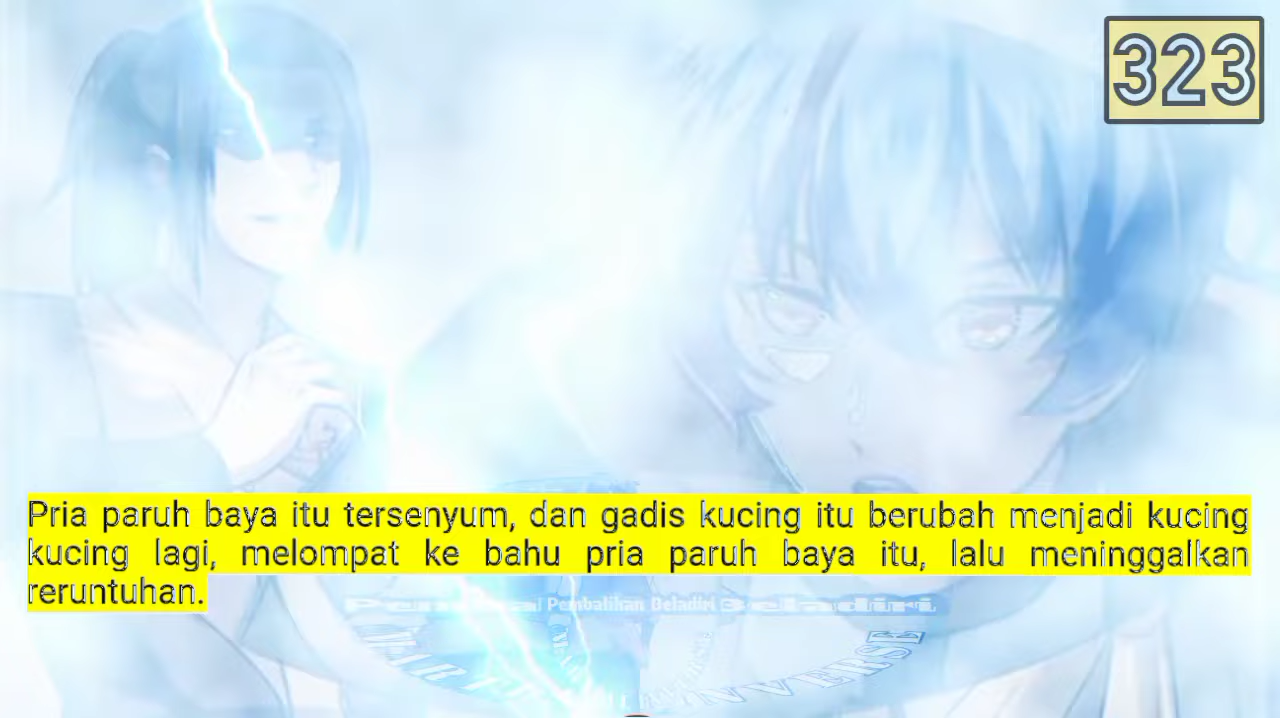 323
Pria paruh baya itu tersenyum, dan gadis kucing itu berubah menjadi kucing
kucing lagi, melompat ke bahu pria paruh baya itu, lalu meninggalkan
reruntuhan.
Pembalihan Beladiri